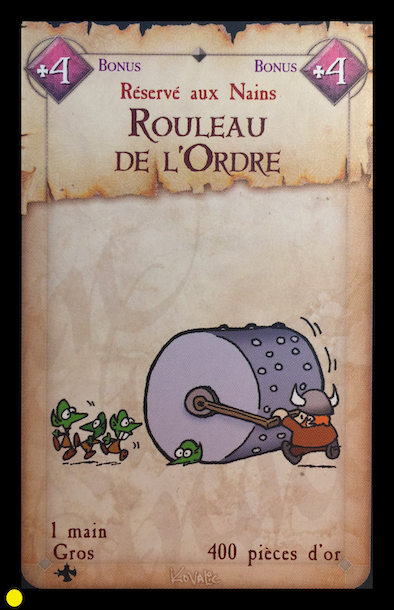 +4 Bonus Bonus +4
Réservé aux Nains
Rouleau
de l'Ordre
1 main
Gros 400 pièces d'or
Kovalic